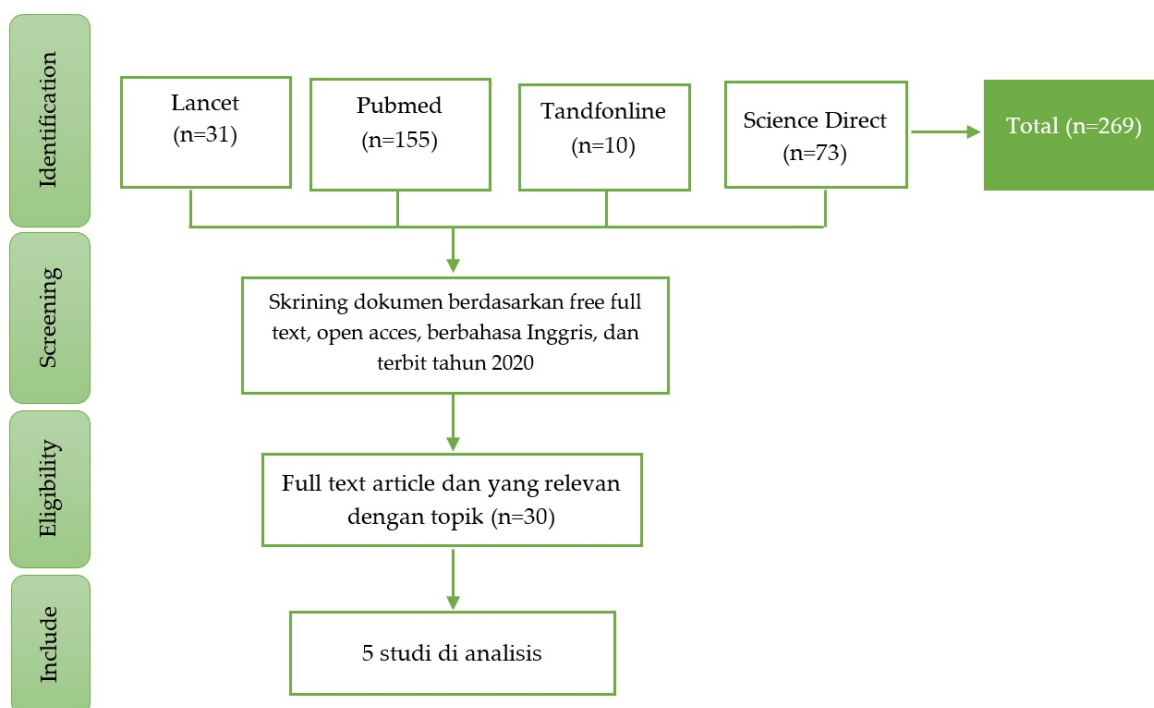 Identification
Lancet
(n=31)
Pubmed
(n=155)
Tandfonline
(n=10)
Science Direct
(n=73)
Total (n=269)
Screening
Skrining dokumen berdasarkan free full
text, open acces, berbahasa Inggris, dan
terbit tahun 2020
Eligibility
Full text article dan yang relevan
dengan topik (n=30)
Include
5 studi di analisis